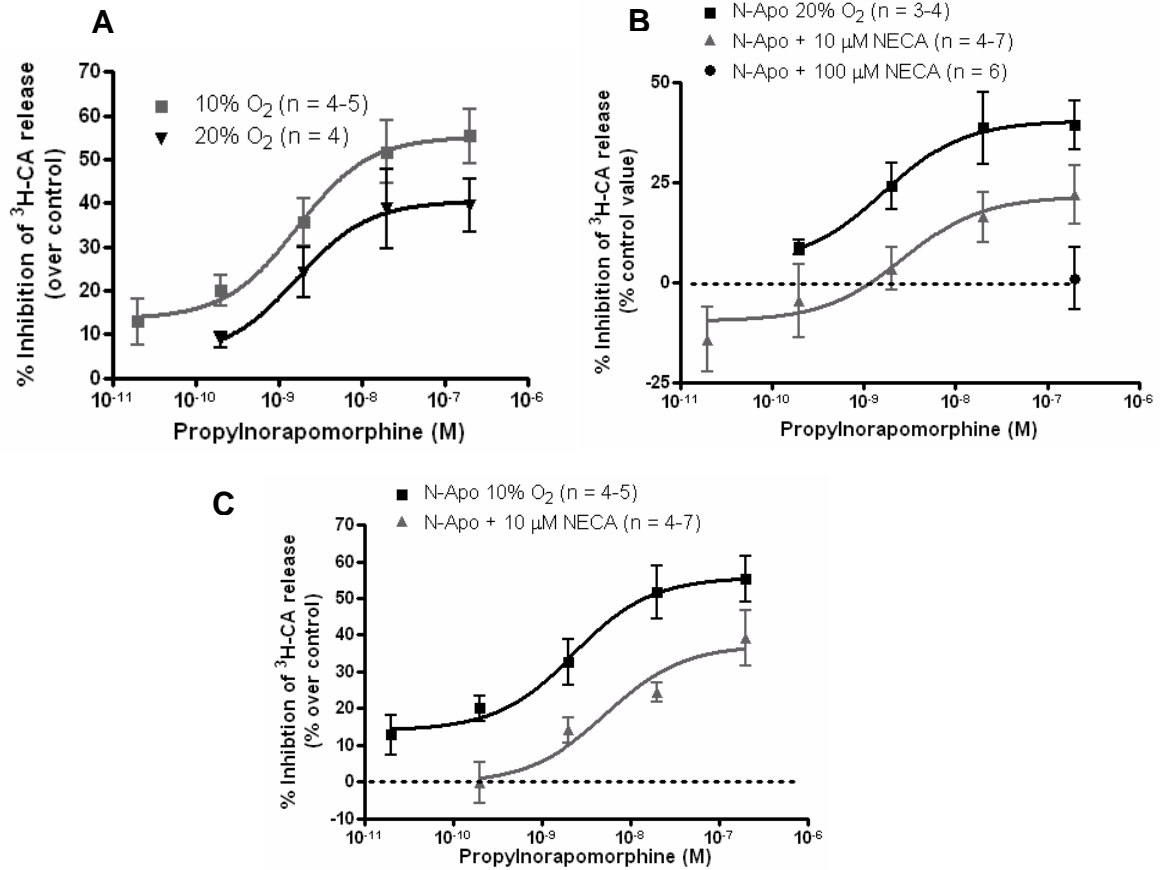 A
% Inhibition of ³H-CA release
(over control)
70
60
50
40
30
20
10
0
10% O₂ (n = 4-5)
20% O₂ (n = 4)
10⁻¹¹ 10⁻¹⁰ 10⁻⁹ 10⁻⁸ 10⁻⁷ 10⁻⁶
Propylnorapomorphine (M)
B
N-Apo 20% O₂ (n = 3-4)
N-Apo + 10 µM NECA (n = 4-7)
N-Apo + 100 µM NECA (n = 6)
% Inhibition of ³H-CA release
(% control value)
50
25
0
-25
10⁻¹¹ 10⁻¹⁰ 10⁻⁹ 10⁻⁸ 10⁻⁷ 10⁻⁶
Propylnorapomorphine (M)
C
N-Apo 10% O₂ (n = 4-5)
N-Apo + 10 µM NECA (n = 4-7)
% Inhibtion of ³H-CA release
(% over control)
70
60
50
40
30
20
10
0
-10
10⁻¹¹ 10⁻¹⁰ 10⁻⁹ 10⁻⁸ 10⁻⁷ 10⁻⁶
Propylnorapomorphine (M)